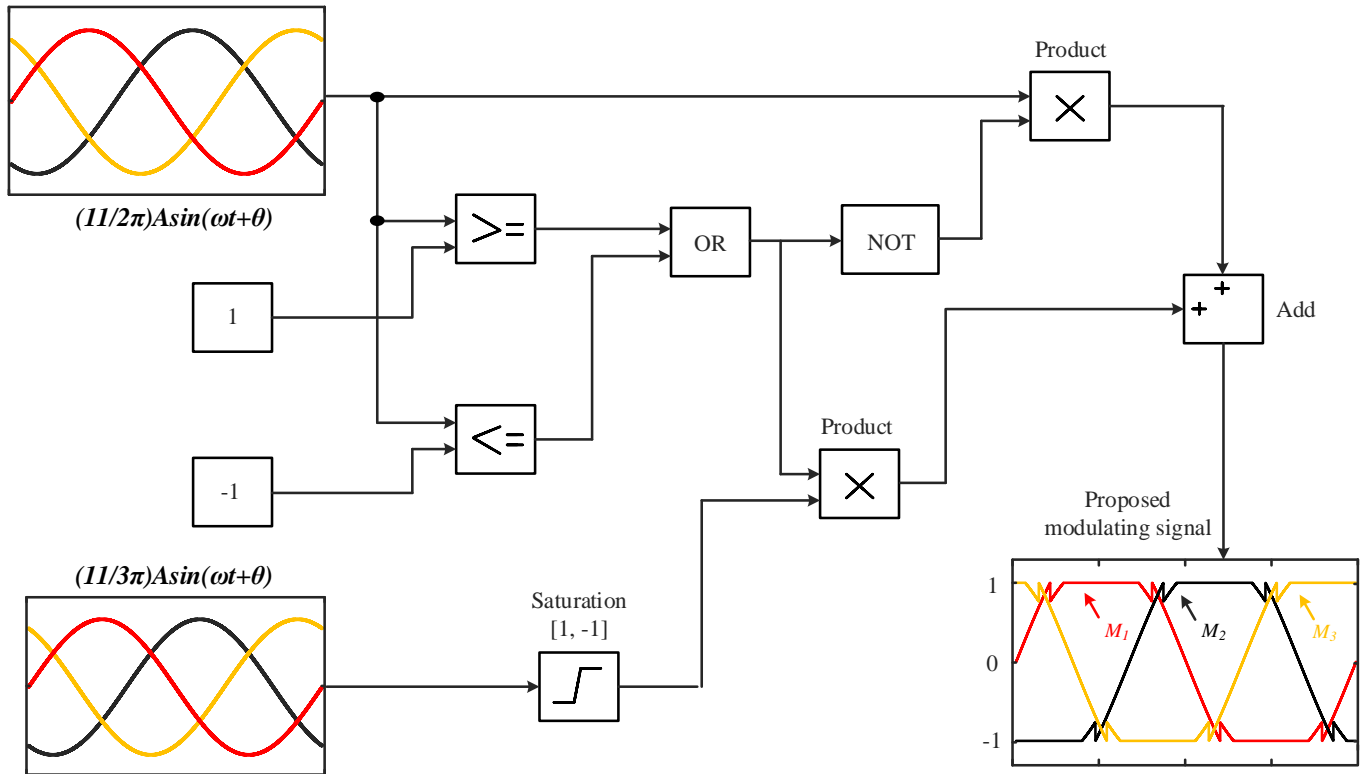 Product
×
(11/2π)Asin(ωt+θ)
>=
OR
NOT
1
+
+
Add
<=
-1
Product
×
Proposed
modulating signal
(11/3π)Asin(ωt+θ)
Saturation
[1, -1]
1
0
-1
M1
M2
M3